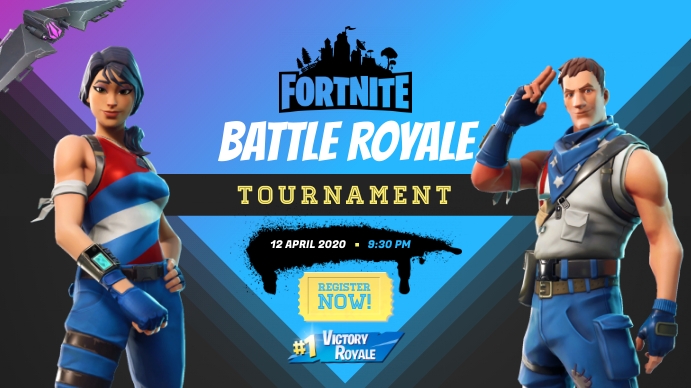 FORTNITE
BATTLE ROYALE
TOURNAMENT
12 APRIL 2020 ▪ 9:30 PM
REGISTER
NOW!
#1 VICTORY
ROYALE